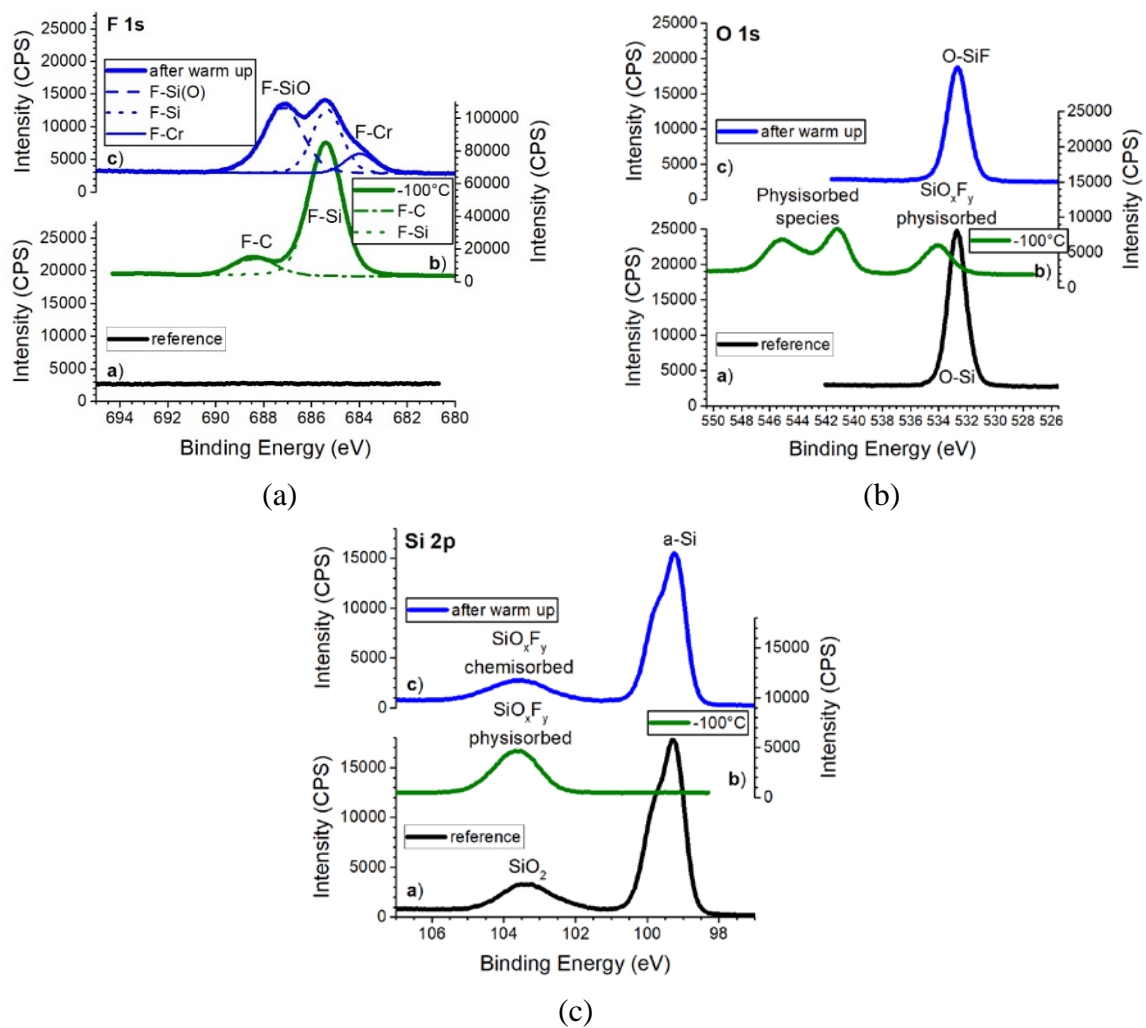 F 1s
25000
20000
15000
10000
5000
0
Intensity (CPS)
after warm up
F-Si(O)
F-Si
F-Cr
F-SiO
F-Cr
c)
100000
80000
60000
40000
20000
0
Intensity (CPS)
-100°C
F-C
F-Si
F-Si
F-C
b)
25000
20000
15000
10000
5000
0
Intensity (CPS)
reference
a)
694 692 690 688 686 684 682 680
Binding Energy (eV)
(a)
O 1s
25000
20000
15000
10000
5000
0
Intensity (CPS)
O-SiF
after warm up
c)
25000
20000
15000
10000
5000
0
Intensity (CPS)
Physisorbed
species
SiOxFy
physisorbed
-100°C
b)
25000
20000
15000
10000
5000
0
Intensity (CPS)
reference
O-Si
a)
550 548 546 544 542 540 538 536 534 532 530 528 526
Binding Energy (eV)
(b)
Si 2p
15000
10000
5000
0
Intensity (CPS)
a-Si
after warm up
SiOxFy
chemisorbed
c)
15000
10000
5000
0
Intensity (CPS)
SiOxFy
physisorbed
-100°C
b)
15000
10000
5000
0
Intensity (CPS)
reference
SiO2
a)
106 104 102 100 98
Binding Energy (eV)
(c)